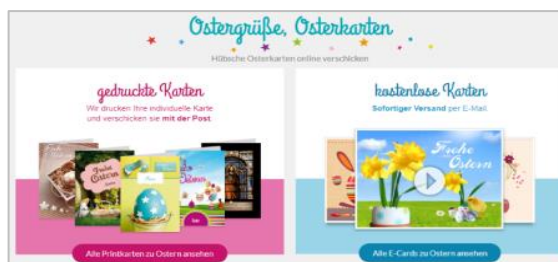 Ostergrüße, Osterkarten
Hübsche Osterkarten online verschicken
gedruckte Karten
Wir drucken Ihre individuelle Karte
und verschicken sie mit der Post.
Alle Printkarten zu Ostern ansehen
kostenlose Karten
Sofortiger Versand per E-Mail.
Frohe
Ostern
Alle E-Cards zu Ostern ansehen